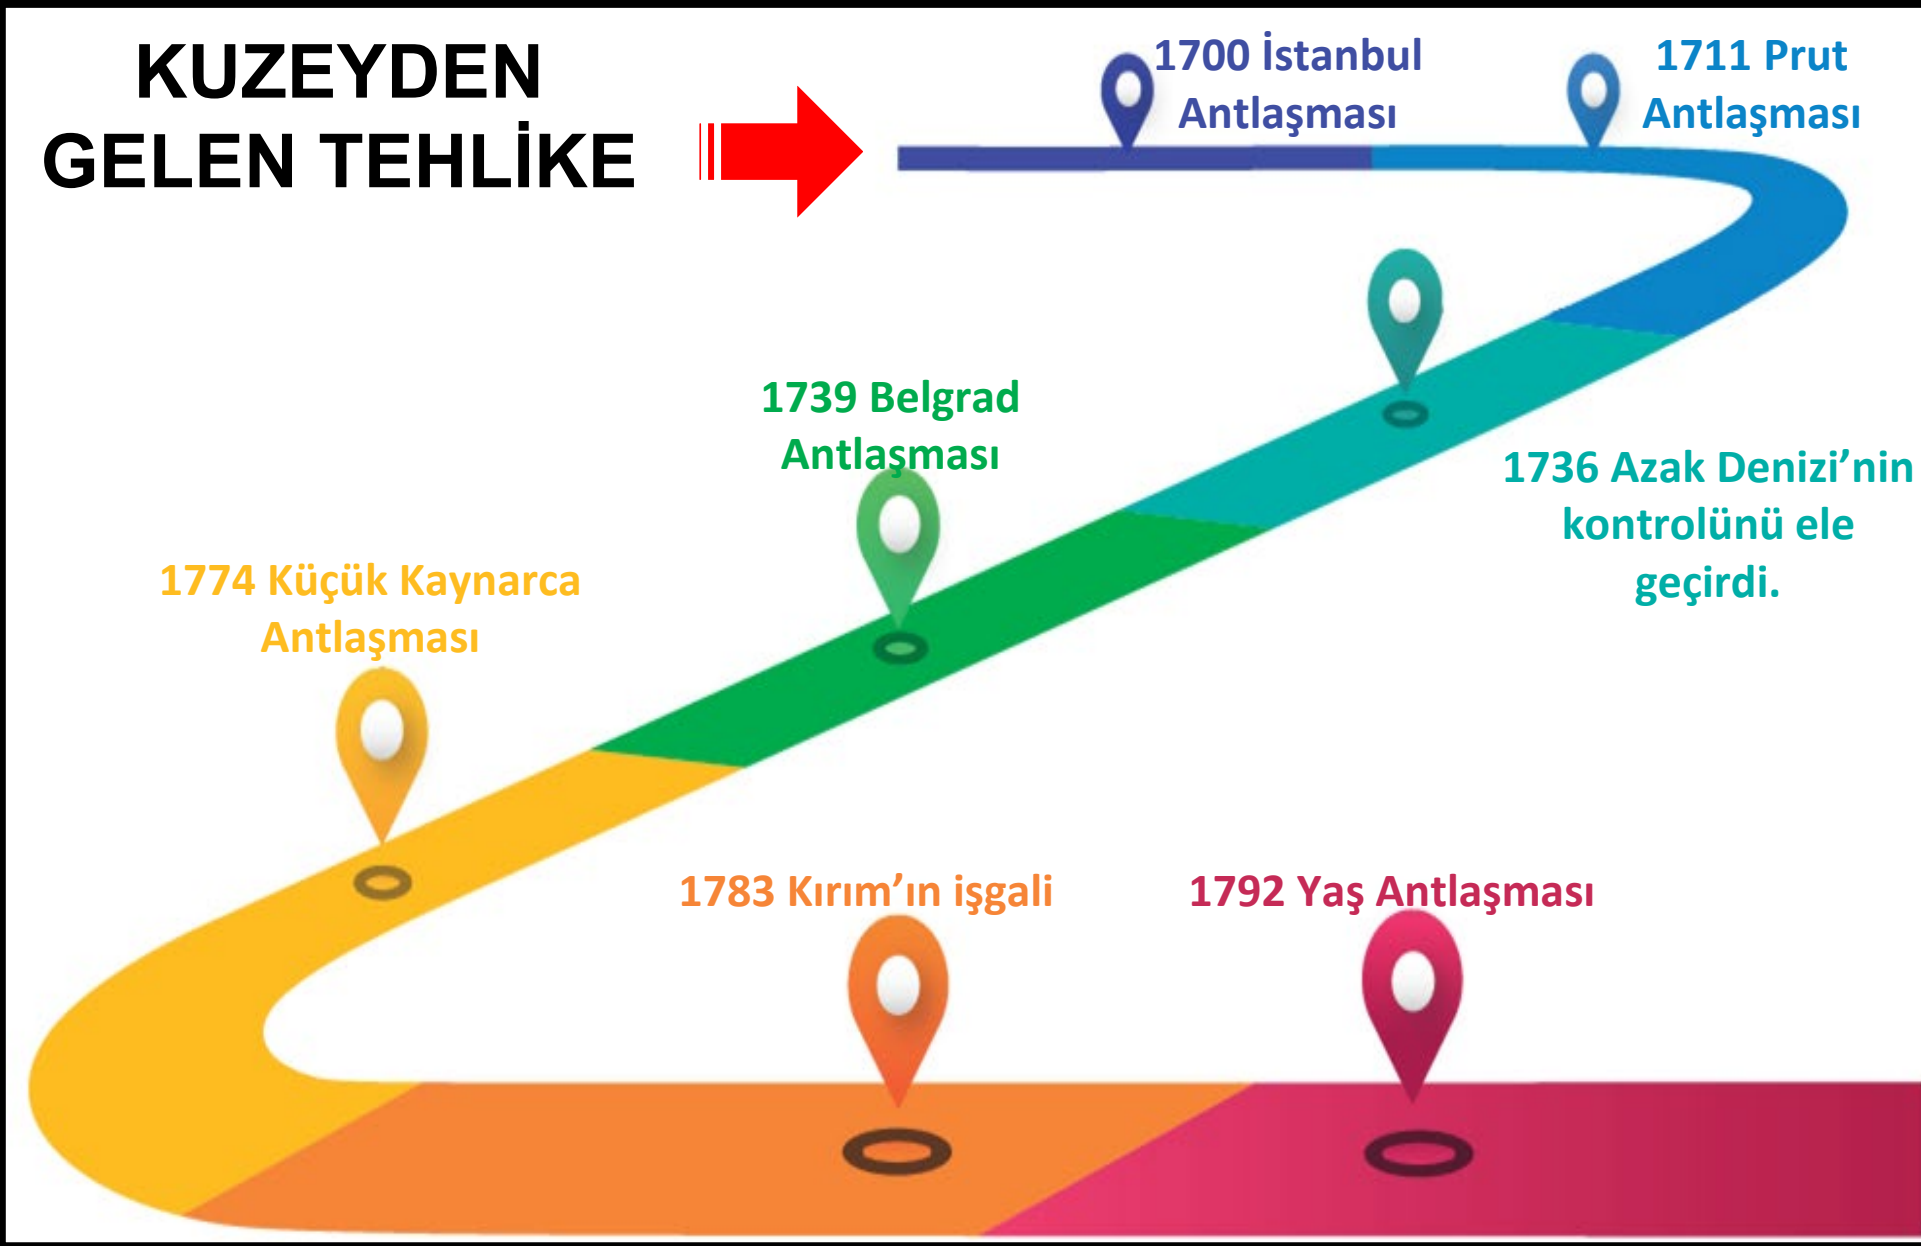 KUZEYDEN
GELEN TEHLİKE
1700 İstanbul
Antlaşması
1711 Prut
Antlaşması
1736 Azak Denizi’nin
kontrolünü ele
geçirdi.
1739 Belgrad
Antlaşması
1774 Küçük Kaynarca
Antlaşması
1783 Kırım’ın işgali
1792 Yaş Antlaşması